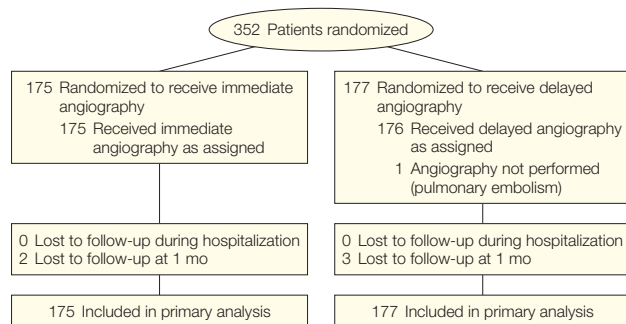 352 Patients randomized
175 Randomized to receive immediate
angiography
175 Received immediate
angiography as assigned
177 Randomized to receive delayed
angiography
176 Received delayed angiography
as assigned
1 Angiography not performed
(pulmonary embolism)
0 Lost to follow-up during hospitalization
2 Lost to follow-up at 1 mo
0 Lost to follow-up during hospitalization
3 Lost to follow-up at 1 mo
175 Included in primary analysis
177 Included in primary analysis